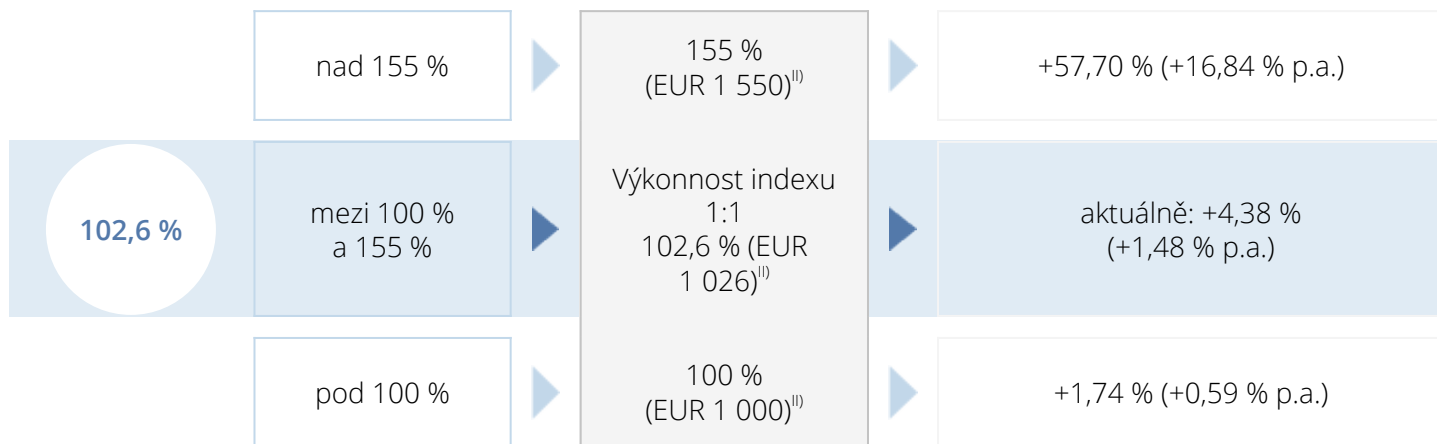 nad 155 %
155 %
(EUR 1 550)II)
+57,70 % (+16,84 % p.a.)
102,6 %
mezi 100 %
a 155 %
Výkonnost indexu
1:1
102,6 % (EUR
1 026)II)
aktuálně: +4,38 %
(+1,48 % p.a.)
pod 100 %
100 %
(EUR 1 000)II)
+1,74 % (+0,59 % p.a.)